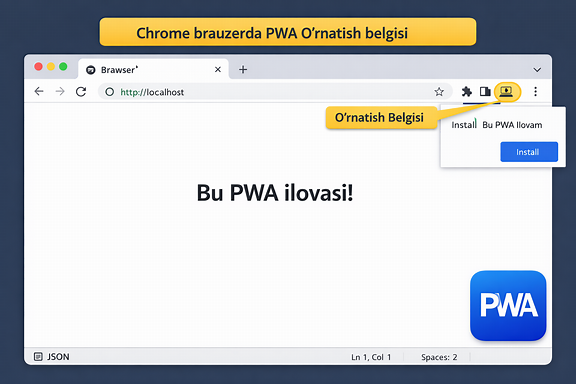 Chrome brauzerda PWA O‘rnatish belgisi
Brawser'
http://localhost
O‘rnatish Belgisi
Install Bu PWA Ilovam
Install
Bu PWA ilovasi!
PWA
JSON
Ln 1, Col 1
Spaces: 2